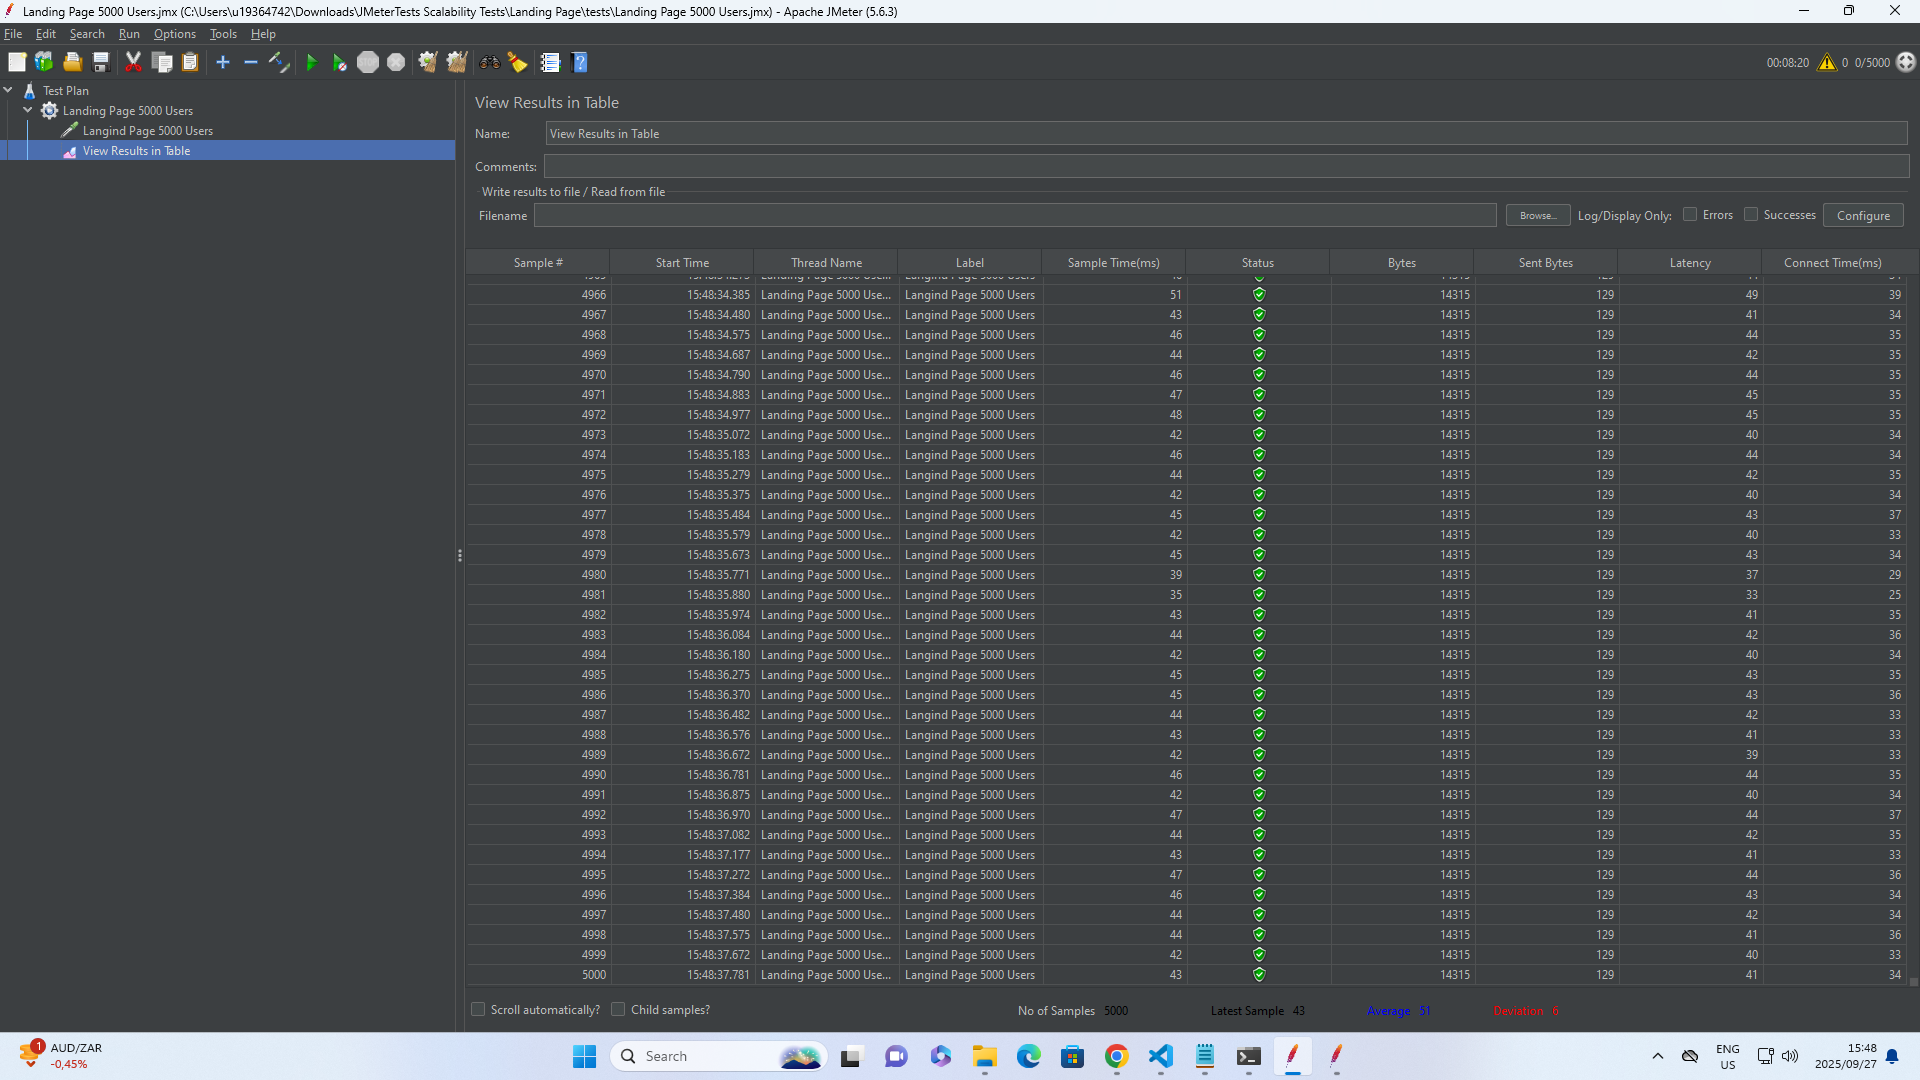 Landing Page 5000 Users.jmx (C:\Users\u19364742\Downloads\JMeterTests Scalability Tests\Landing Page\tests\Landing Page 5000 Users.jmx) - Apache JMeter (5.6.3)
File Edit Search Run Options Tools Help
00:08:20 0 0/5000
Test Plan
Landing Page 5000 Users
Langind Page 5000 Users
View Results in Table
View Results in Table
Name: View Results in Table
Comments:
Write results to file / Read from file
Filename Browse... Log/Display Only: Errors Successes Configure
Sample # Start Time Thread Name Label Sample Time(ms) Status Bytes Sent Bytes Latency Connect Time(ms)
4966 15:48:34.385 Landing Page 5000 Use... Langind Page 5000 Users 51 14315 129 49 39
4967 15:48:34.480 Landing Page 5000 Use... Langind Page 5000 Users 43 14315 129 41 34
4968 15:48:34.575 Landing Page 5000 Use... Langind Page 5000 Users 46 14315 129 44 35
4969 15:48:34.687 Landing Page 5000 Use... Langind Page 5000 Users 44 14315 129 42 35
4970 15:48:34.790 Landing Page 5000 Use... Langind Page 5000 Users 46 14315 129 44 35
4971 15:48:34.883 Landing Page 5000 Use... Langind Page 5000 Users 47 14315 129 45 35
4972 15:48:34.977 Landing Page 5000 Use... Langind Page 5000 Users 48 14315 129 45 35
4973 15:48:35.072 Landing Page 5000 Use... Langind Page 5000 Users 42 14315 129 40 34
4974 15:48:35.183 Landing Page 5000 Use... Langind Page 5000 Users 46 14315 129 44 34
4975 15:48:35.279 Landing Page 5000 Use... Langind Page 5000 Users 44 14315 129 42 35
4976 15:48:35.375 Landing Page 5000 Use... Langind Page 5000 Users 42 14315 129 40 34
4977 15:48:35.484 Landing Page 5000 Use... Langind Page 5000 Users 45 14315 129 43 37
4978 15:48:35.579 Landing Page 5000 Use... Langind Page 5000 Users 42 14315 129 40 33
4979 15:48:35.673 Landing Page 5000 Use... Langind Page 5000 Users 45 14315 129 43 34
4980 15:48:35.771 Landing Page 5000 Use... Langind Page 5000 Users 39 14315 129 37 29
4981 15:48:35.880 Landing Page 5000 Use... Langind Page 5000 Users 35 14315 129 33 25
4982 15:48:35.974 Landing Page 5000 Use... Langind Page 5000 Users 43 14315 129 41 35
4983 15:48:36.084 Landing Page 5000 Use... Langind Page 5000 Users 44 14315 129 42 36
4984 15:48:36.180 Landing Page 5000 Use... Langind Page 5000 Users 42 14315 129 40 34
4985 15:48:36.275 Landing Page 5000 Use... Langind Page 5000 Users 45 14315 129 43 35
4986 15:48:36.370 Landing Page 5000 Use... Langind Page 5000 Users 45 14315 129 43 36
4987 15:48:36.482 Landing Page 5000 Use... Langind Page 5000 Users 44 14315 129 42 33
4988 15:48:36.576 Landing Page 5000 Use... Langind Page 5000 Users 43 14315 129 41 33
4989 15:48:36.672 Landing Page 5000 Use... Langind Page 5000 Users 42 14315 129 39 33
4990 15:48:36.781 Landing Page 5000 Use... Langind Page 5000 Users 46 14315 129 44 35
4991 15:48:36.875 Landing Page 5000 Use... Langind Page 5000 Users 42 14315 129 40 34
4992 15:48:36.970 Landing Page 5000 Use... Langind Page 5000 Users 47 14315 129 44 37
4993 15:48:37.082 Landing Page 5000 Use... Langind Page 5000 Users 44 14315 129 42 35
4994 15:48:37.177 Landing Page 5000 Use... Langind Page 5000 Users 43 14315 129 41 33
4995 15:48:37.272 Landing Page 5000 Use... Langind Page 5000 Users 47 14315 129 44 36
4996 15:48:37.384 Landing Page 5000 Use... Langind Page 5000 Users 46 14315 129 43 34
4997 15:48:37.480 Landing Page 5000 Use... Langind Page 5000 Users 44 14315 129 42 34
4998 15:48:37.575 Landing Page 5000 Use... Langind Page 5000 Users 44 14315 129 41 36
4999 15:48:37.672 Landing Page 5000 Use... Langind Page 5000 Users 42 14315 129 40 33
5000 15:48:37.781 Landing Page 5000 Use... Langind Page 5000 Users 43 14315 129 41 34
Scroll automatically? Child samples? No of Samples 5000 Latest Sample 43 Average 51 Deviation 6
1 AUD/ZAR
-0,45%
Search
ENG
US
15:48
2025/09/27